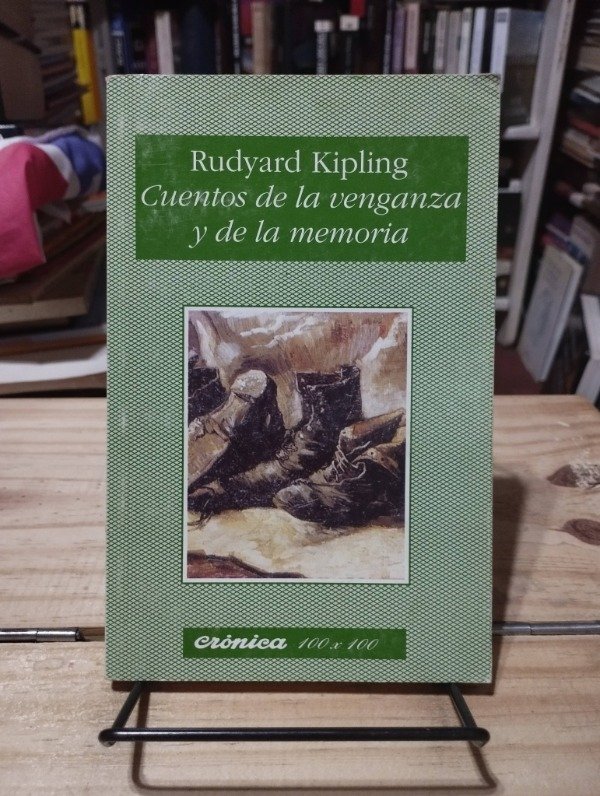 Rudyard Kipling
Cuentos de la venganza
y de la memoria
crónica 100 x 100